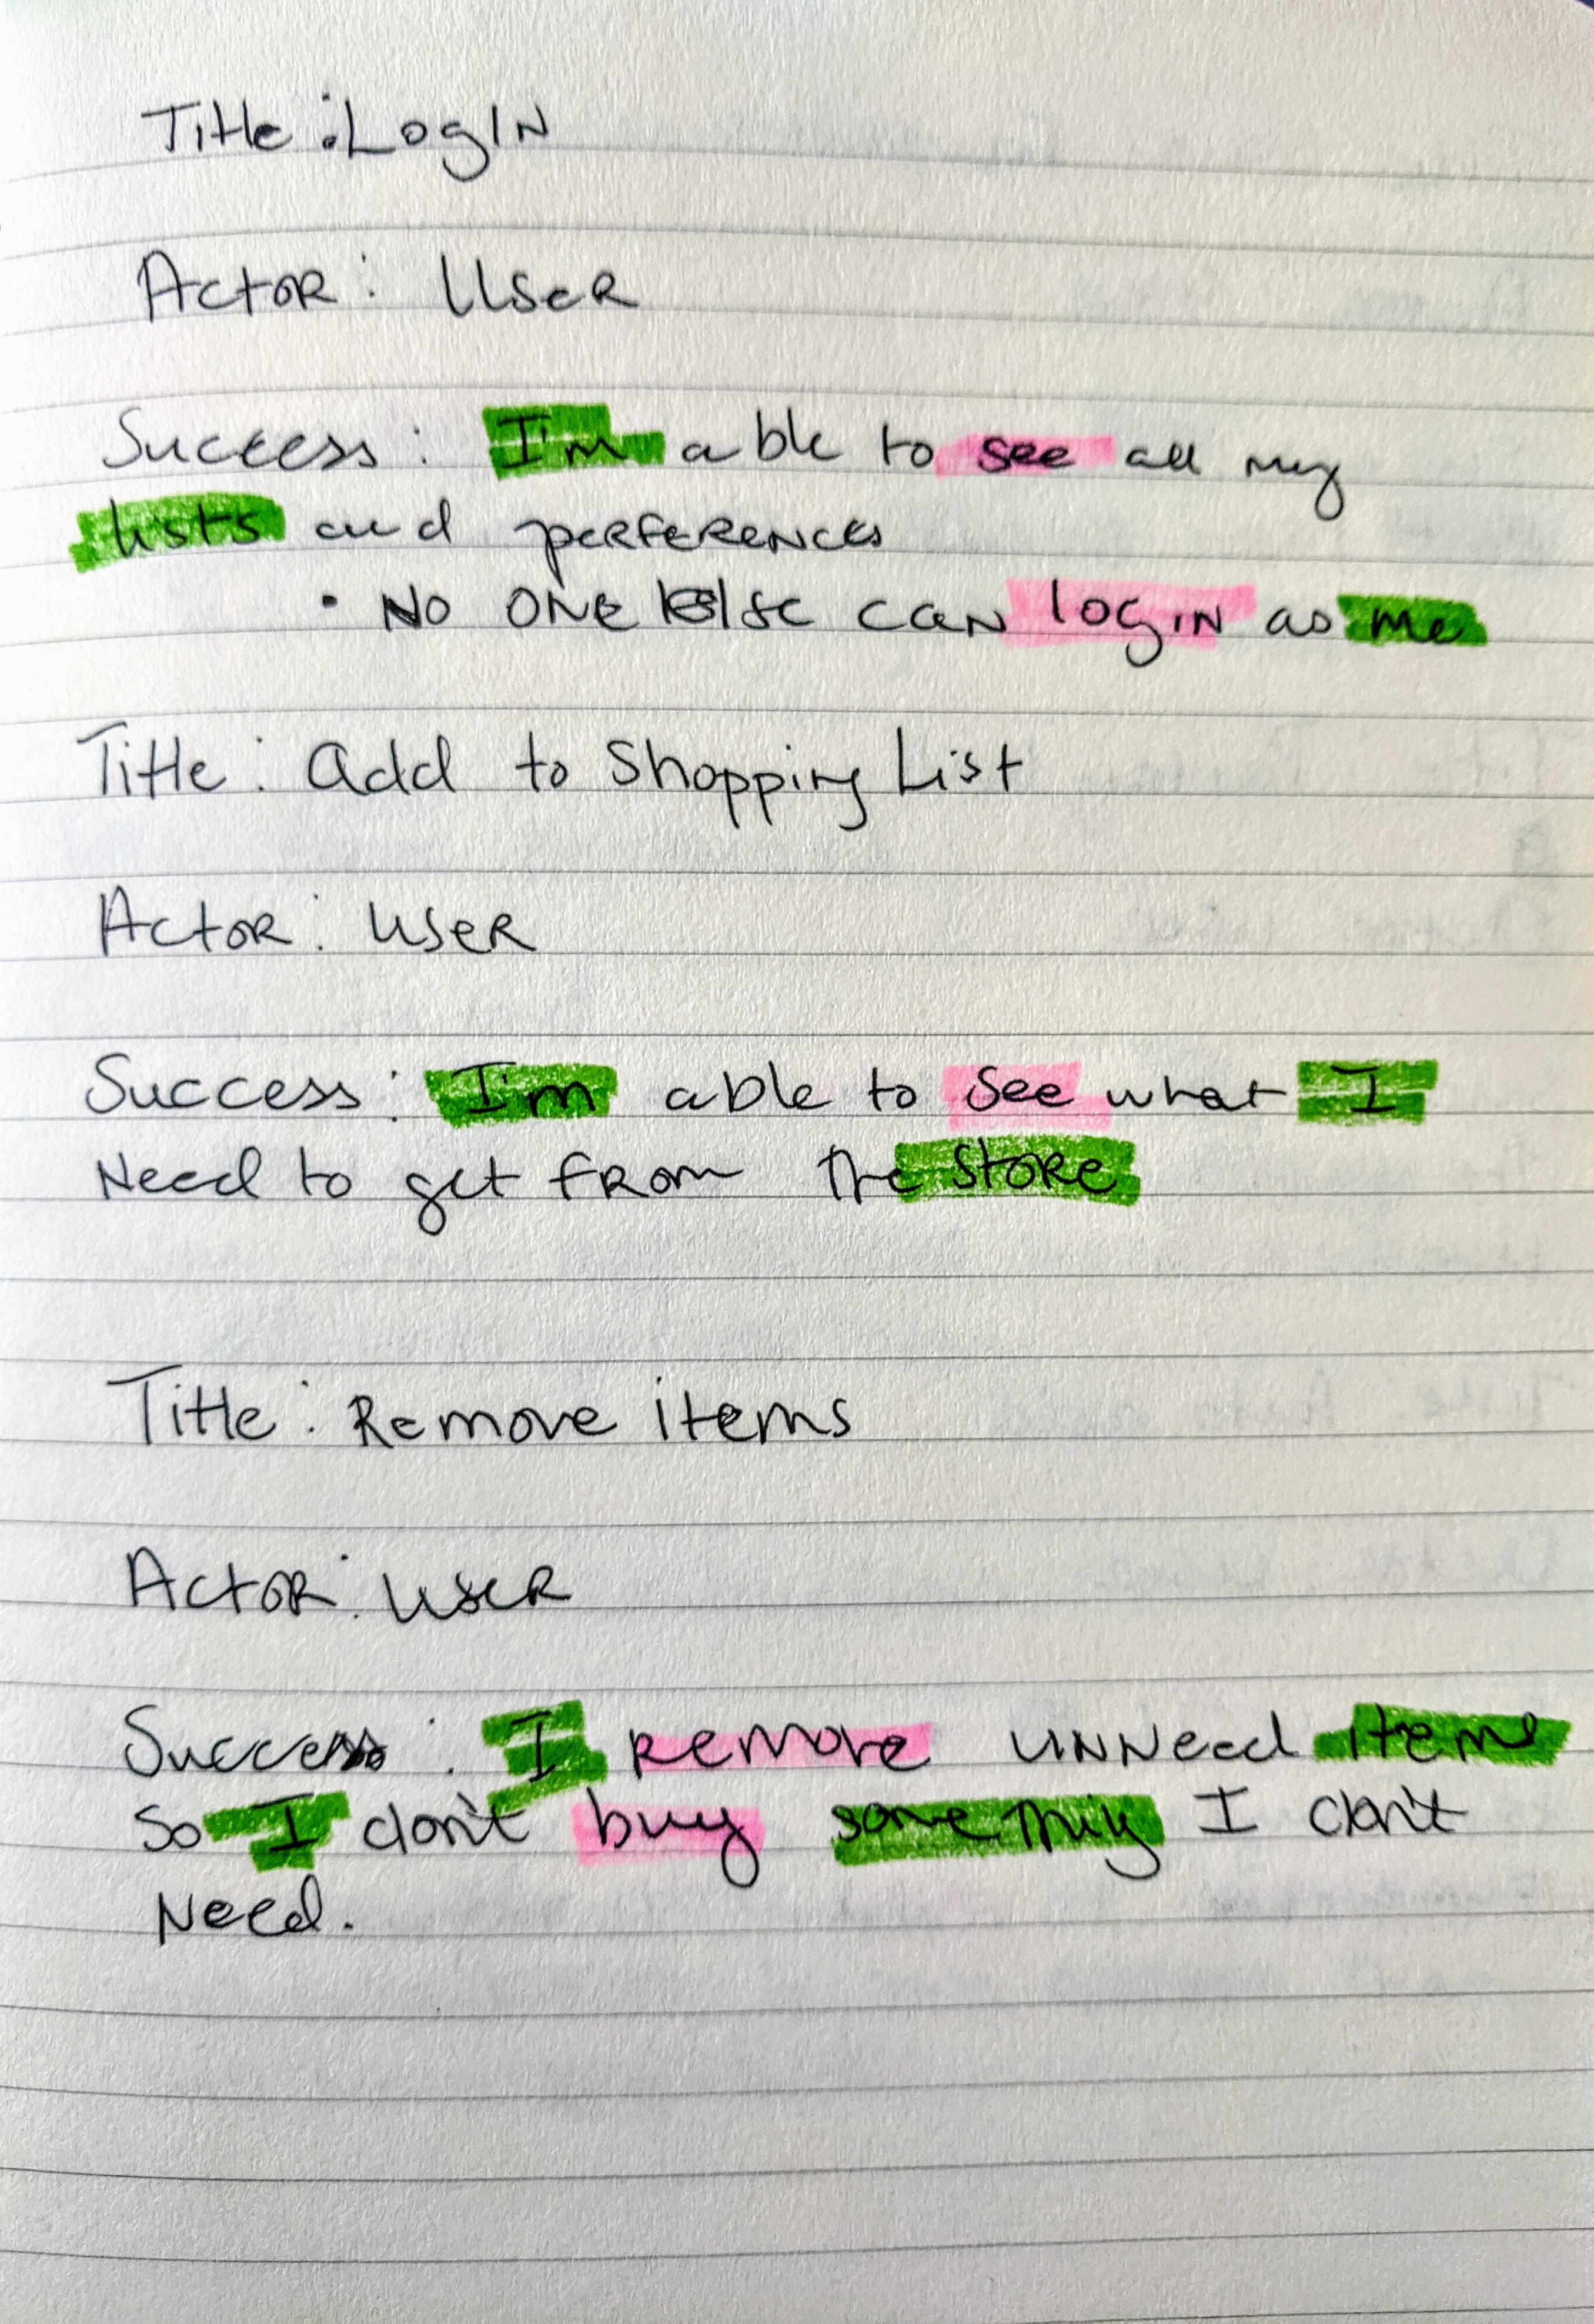 Title: LogIN
Actor: User
Success: I'm able to see all my
lists and perferences
• No one Else can login as me
Title: Add to Shopping List
Actor: User
Success: I'm able to see what I
Need to get from the store
Title: Remove items
Actor: User
Success: I remove unneed items
So I don't buy something I don't
Need.